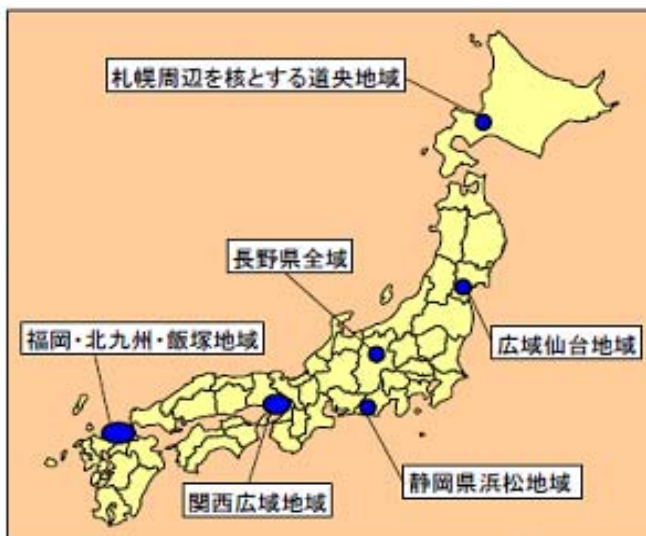 札幌周辺を核とする道央地域
長野県全域
福岡・北九州・飯塚地域
広域仙台地域
関西広域地域
静岡県浜松地域